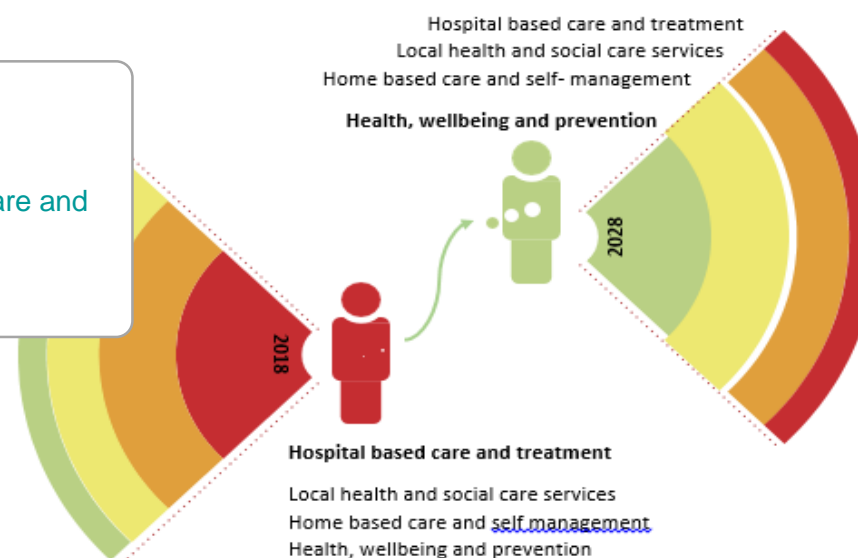 Hospital based care and treatment
Local health and social care services
Home based care and self- management
Health, wellbeing and prevention
are and
2028
2018
Hospital based care and treatment
Local health and social care services
Home based care and self management
Health, wellbeing and prevention